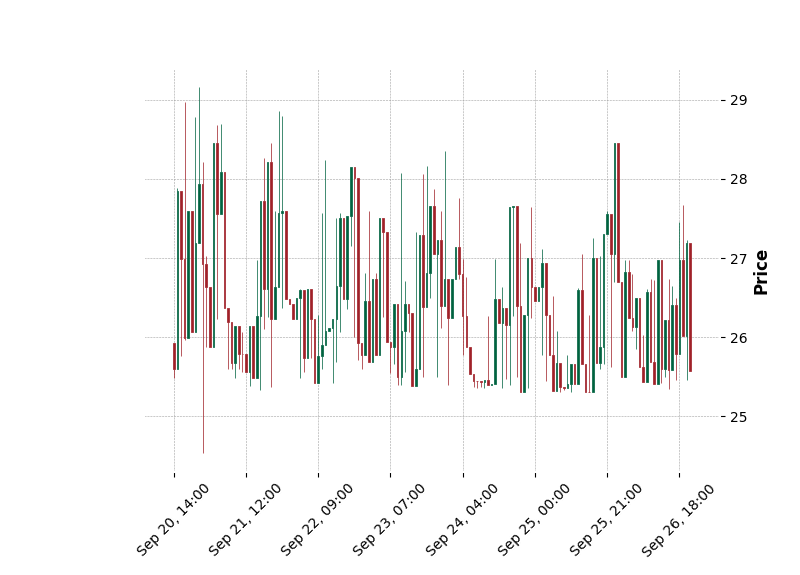 29
28
27
26
25
Price
Sep 20, 14:00
Sep 21, 12:00
Sep 22, 09:00
Sep 23, 07:00
Sep 24, 04:00
Sep 25, 00:00
Sep 25, 21:00
Sep 26, 18:00